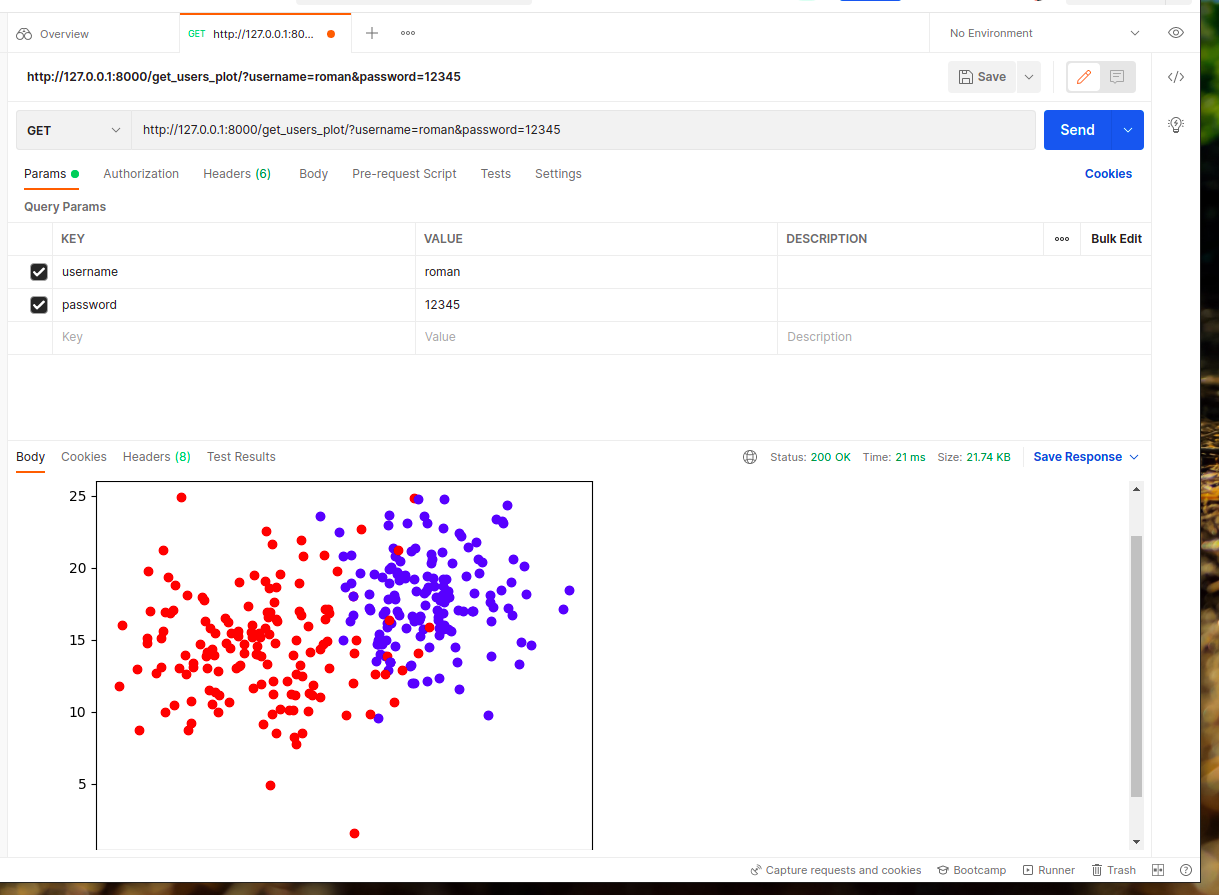 Overview
GET http://127.0.0.1:80...
No Environment
http://127.0.0.1:8000/get_users_plot/?username=roman&password=12345
Save
GET http://127.0.0.1:8000/get_users_plot/?username=roman&password=12345
Send
Params Authorization Headers (6) Body Pre-request Script Tests Settings
Cookies
Query Params
KEY VALUE DESCRIPTION Bulk Edit
username roman
password 12345
Key Value Description
Body Cookies Headers (8) Test Results
Status: 200 OK Time: 21 ms Size: 21.74 KB Save Response
25
20
15
10
5
Capture requests and cookies Bootcamp Runner Trash